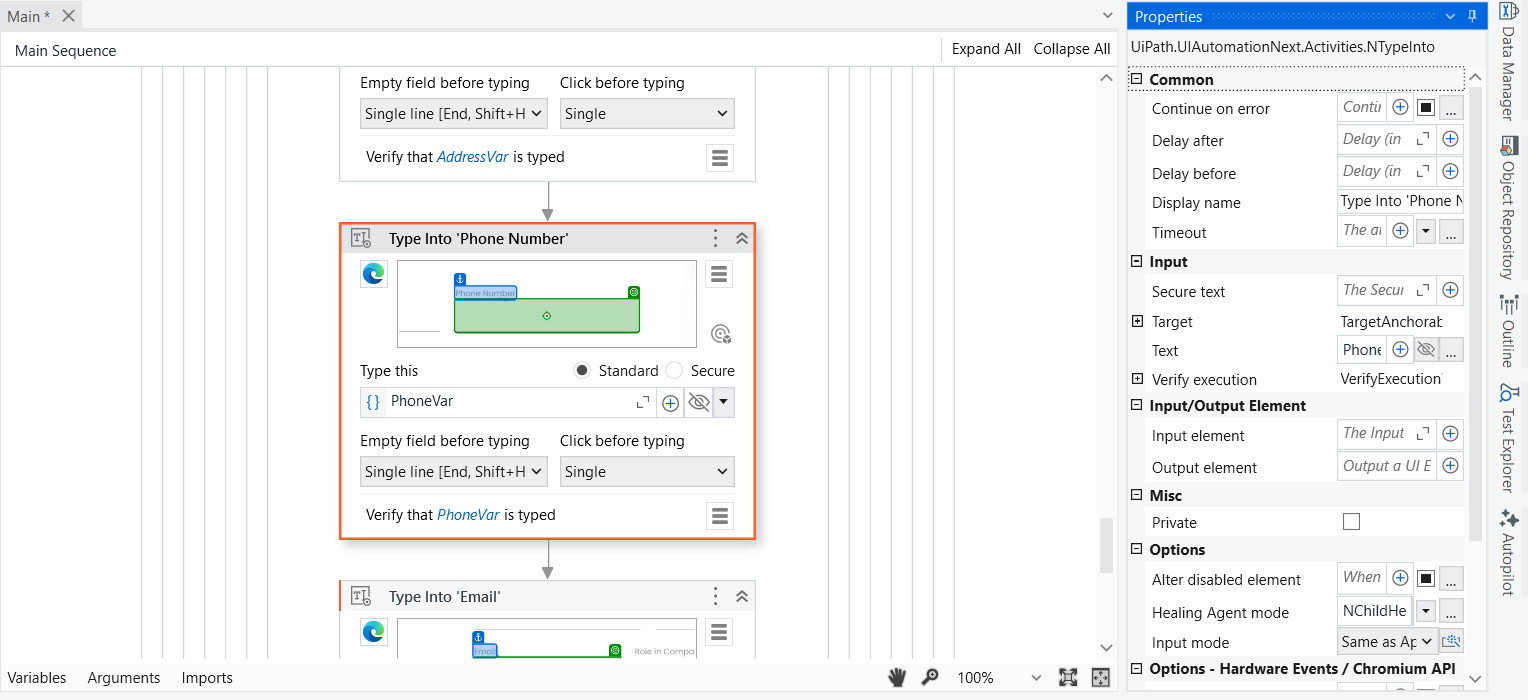 Main *
Main Sequence
Expand All Collapse All
Empty field before typing Click before typing
Single line [End, Shift+H Single
Verify that AddressVar is typed
Type Into 'Phone Number'
Phone Number
Type this Standard Secure
PhoneVar
Empty field before typing Click before typing
Single line [End, Shift+H Single
Verify that PhoneVar is typed
Type Into 'Email'
Email
Role in Compa
Variables Arguments Imports
100%
Properties
UiPath.UIAutomationNext.Activities.NTypeInto
Common
Continue on error Contin
Delay after Delay (in
Delay before Delay (in
Display name Type Into 'Phone N
Timeout The a
Input
Secure text The Secur
Target TargetAnchorab
Text Phone
Verify execution VerifyExecution
Input/Output Element
Input element The Input
Output element Output a UI E
Misc
Private
Options
Alter disabled element When
Healing Agent mode NChildHe
Input mode Same as Ap
Options - Hardware Events / Chromium API
Data Manager
Object Repository
Outline
Test Explorer
Autopilot